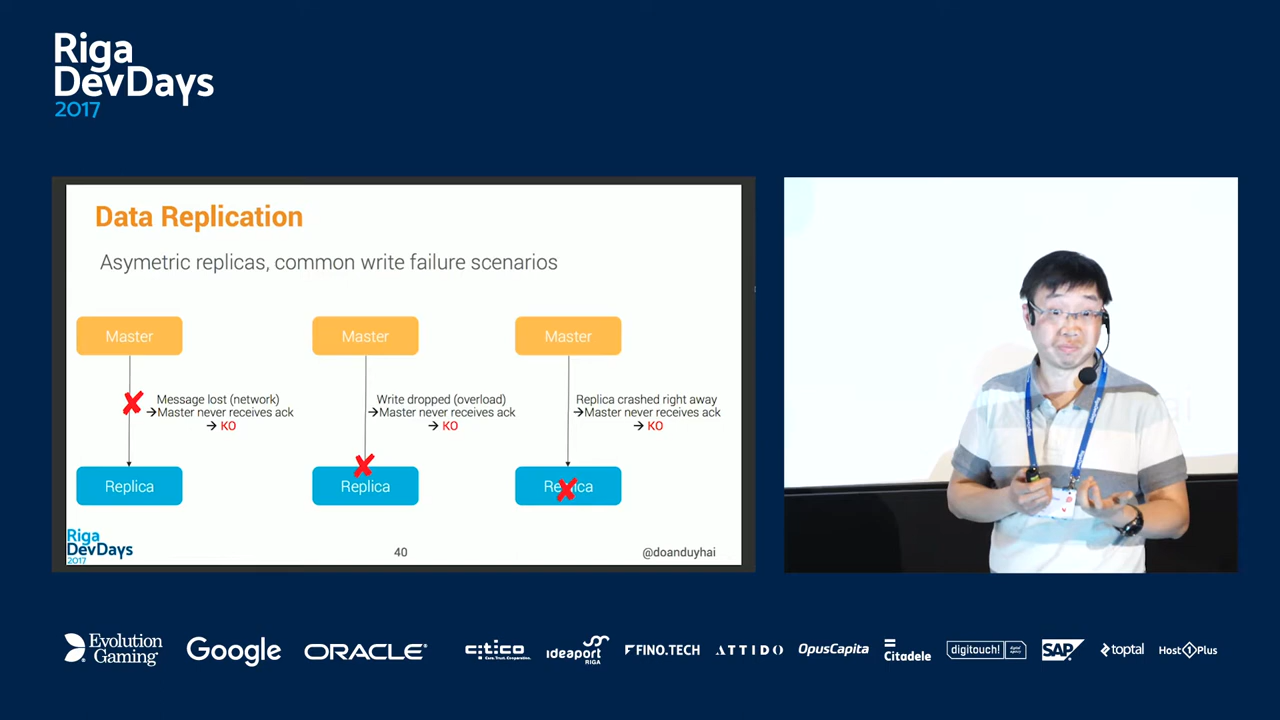 Riga
DevDays
2017
Data Replication
Asymetric replicas, common write failure scenarios
Master
Master
Master
Message lost (network)
→Master never receives ack
→ KO
Write dropped (overload)
→Master never receives ack
→ KO
Replica crashed right away
→Master never receives ack
→ KO
Replica
Replica
Replica
Riga
DevDays
2017
40
@doanduyhai
Evolution
Gaming
Google
ORACLE
citico
ideaport
RIGA
FINO.TECH
ATTIDO
OpusCapita
Citadele
digitouch!
SAP
toptal
Host1Plus